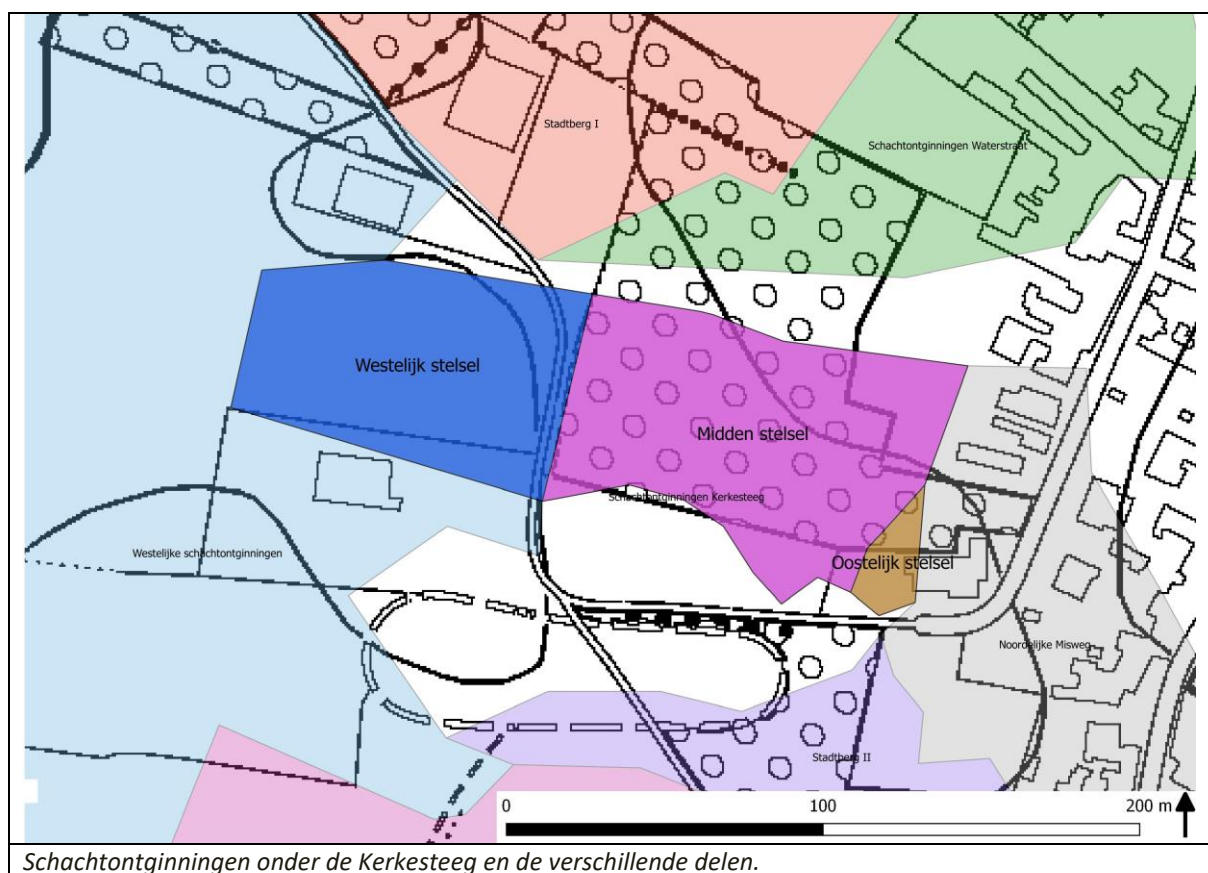 Stadtberg I
Schachtontginningen Waterstraat
Westelijk stelsel
Midden stelsel
Schachtontginningen Kerkesteeg
Westelijke schachtontginningen
Oostelijk stelsel
Noordelijke Misweg
Stadtberg II
0 100 200 m
Schachtontginningen onder de Kerkesteeg en de verschillende delen.